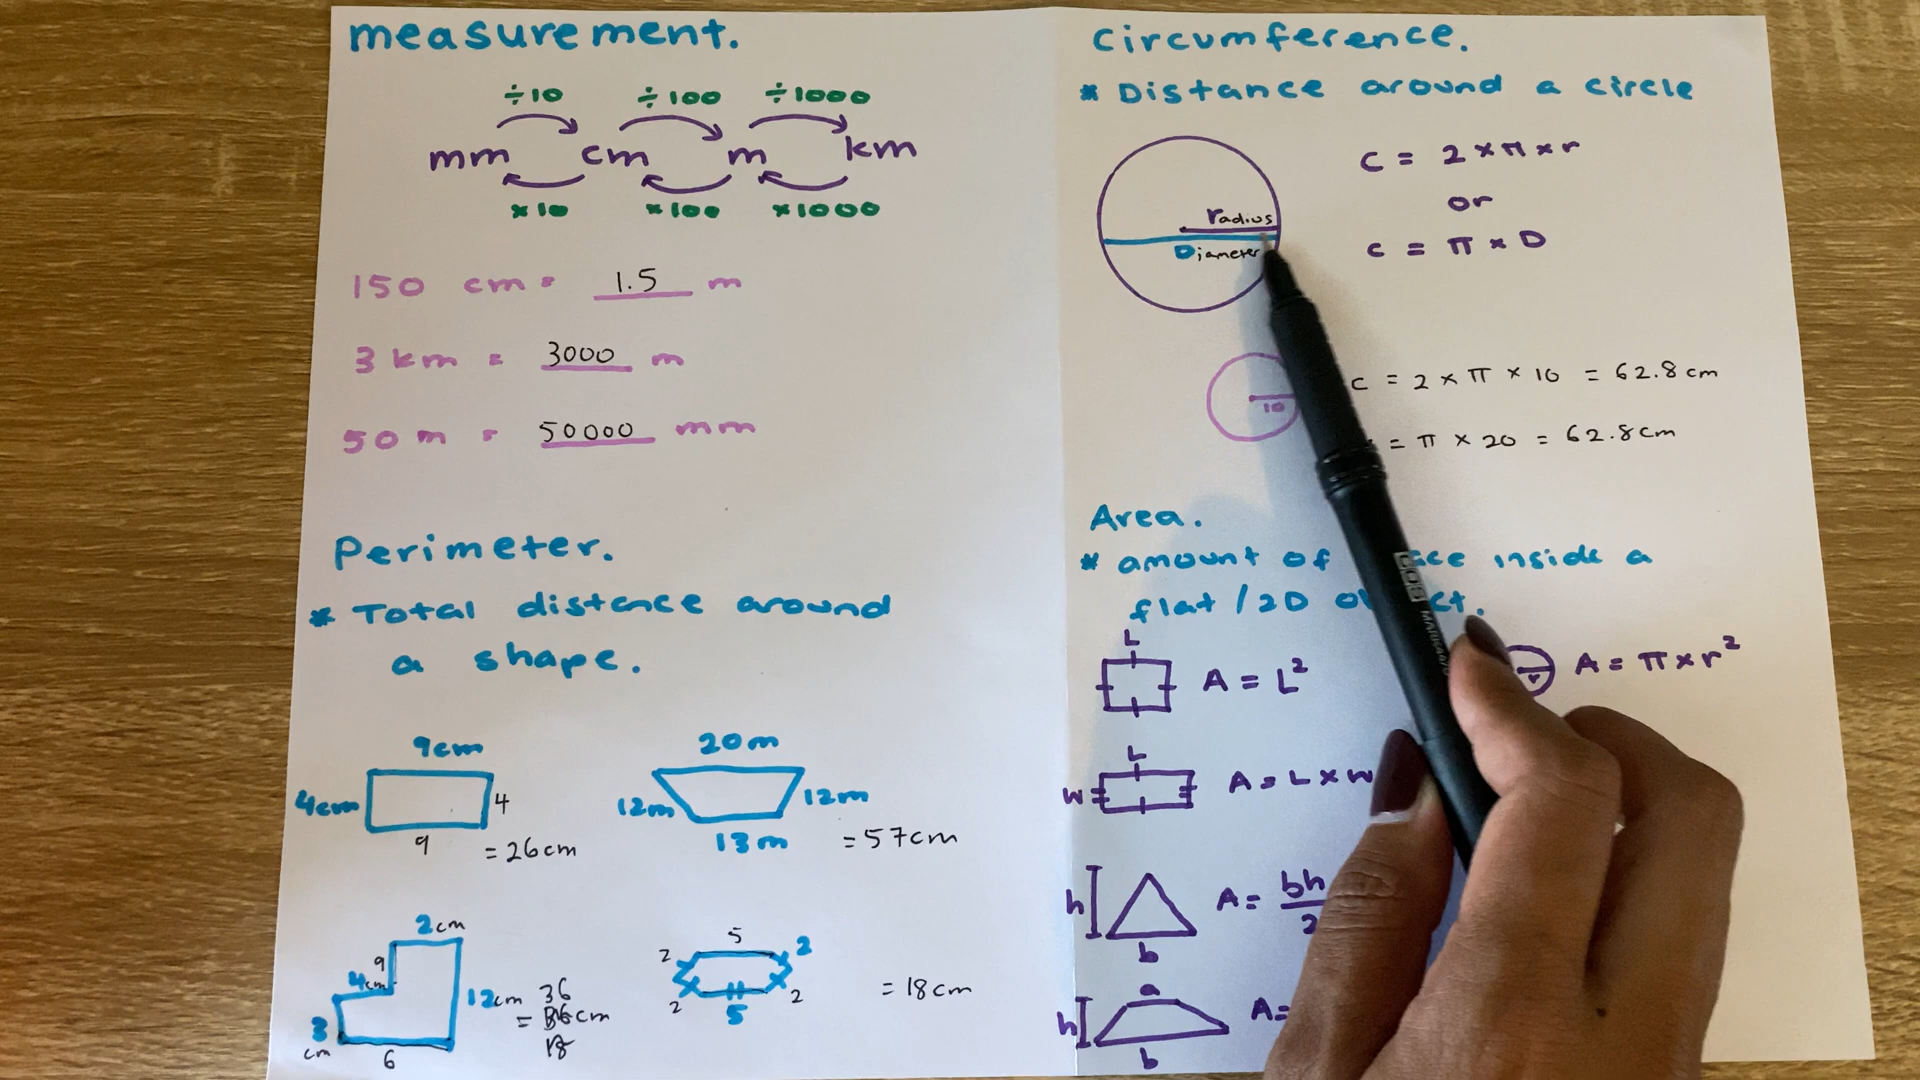 measurement.
÷10 ÷100 ÷1000
mm cm m km
×10 ×100 ×1000
150 cm = 1.5 m
3 km = 3000 m
50 m = 50000 mm
Perimeter.
* Total distance around
a shape.
9cm
4cm 4
9
= 26cm
20m
12m 12m
13m
= 57cm
2cm
9
4cm
12cm
3
cm
6
36
= cm
18
5
2 2
2 2
5
= 18cm
circumference.
* Distance around a circle
radius
Diameter
C = 2 × π × r
or
C = π × D
10
C = 2 × π × 10 = 62.8cm
= π × 20 = 62.8cm
Area.
* amount of inside a
flat / 2D
L
A = L²
r
A = π × r²
L
W
A = L × W
h
b
A = bh
2
a
h
b
A =